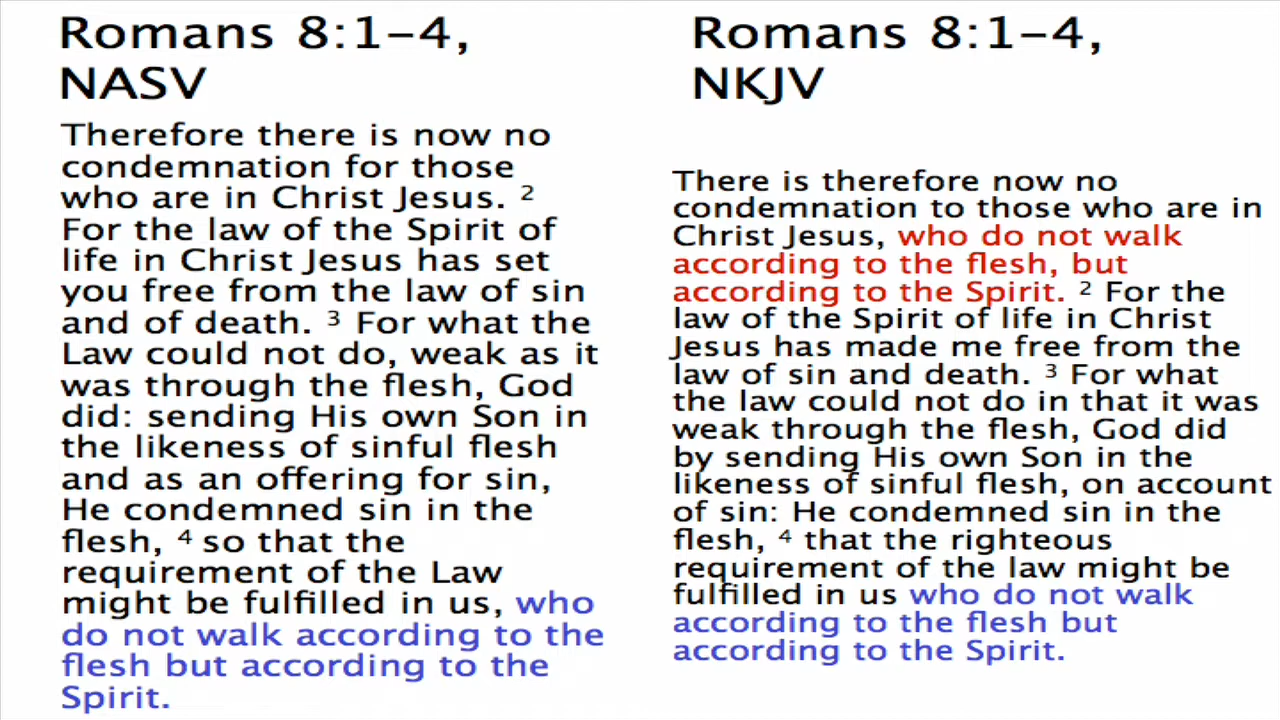 Romans 8:1–4,
NASV
Therefore there is now no
condemnation for those
who are in Christ Jesus. 2
For the law of the Spirit of
life in Christ Jesus has set
you free from the law of sin
and of death. 3 For what the
Law could not do, weak as it
was through the flesh, God
did: sending His own Son in
the likeness of sinful flesh
and as an offering for sin,
He condemned sin in the
flesh, 4 so that the
requirement of the Law
might be fulfilled in us, who
do not walk according to the
flesh but according to the
Spirit.
Romans 8:1–4,
NKJV
There is therefore now no
condemnation to those who are in
Christ Jesus, who do not walk
according to the flesh, but
according to the Spirit. 2 For the
law of the Spirit of life in Christ
Jesus has made me free from the
law of sin and death. 3 For what
the law could not do in that it was
weak through the flesh, God did
by sending His own Son in the
likeness of sinful flesh, on account
of sin: He condemned sin in the
flesh, 4 that the righteous
requirement of the law might be
fulfilled in us who do not walk
according to the flesh but
according to the Spirit.